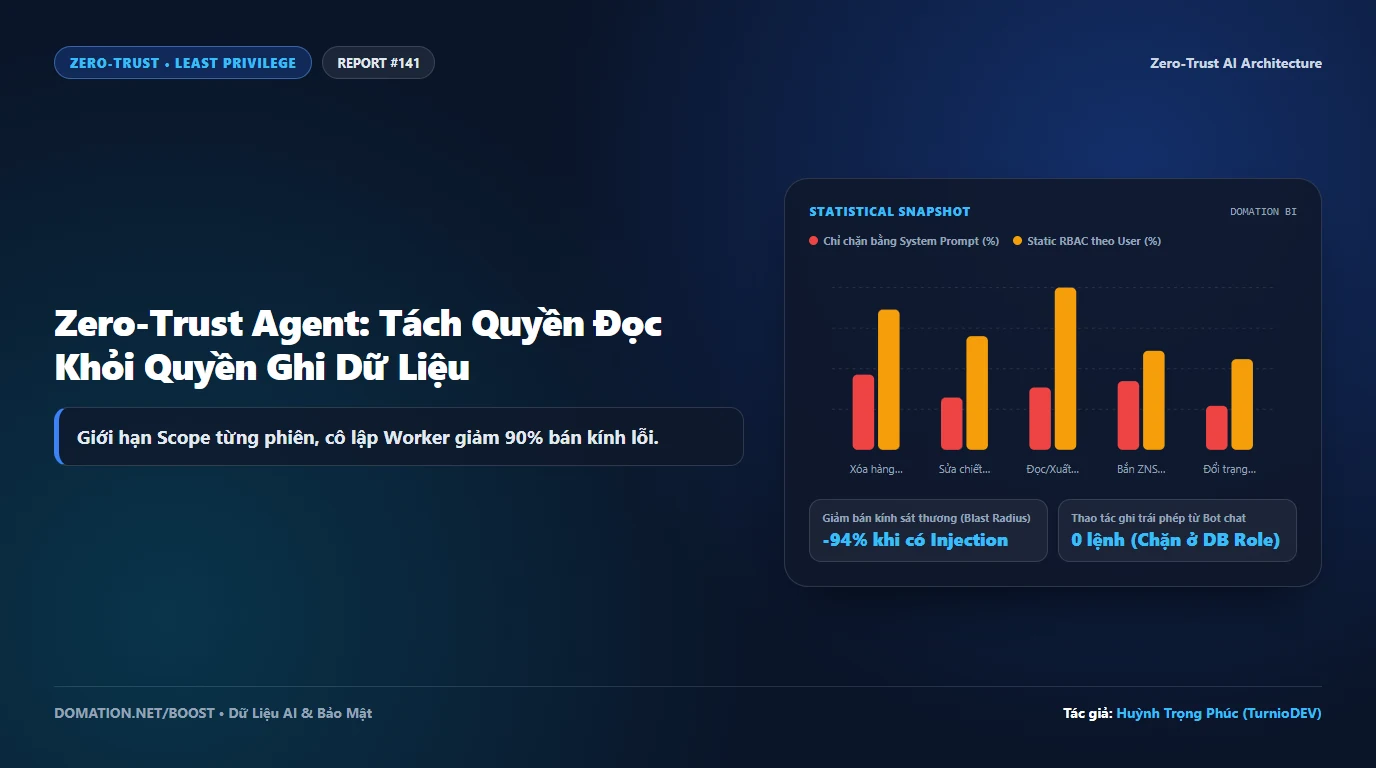 ZERO-TRUST • LEAST PRIVILEGE
REPORT #141
Zero-Trust AI Architecture
Zero-Trust Agent: Tách Quyền Đọc
Khỏi Quyền Ghi Dữ Liệu
Giới hạn Scope từng phiên, cô lập Worker giảm 90% bán kính lỗi.
STATISTICAL SNAPSHOT
DOMATION BI
Chỉ chặn bằng System Prompt (%)
Static RBAC theo User (%)
Xóa hàng...
Sửa chiết...
Đọc/Xuất...
Bắn ZNS...
Đổi trạng...
Giảm bán kính sát thương (Blast Radius)
-94% khi có Injection
Thao tác ghi trái phép từ Bot chat
0 lệnh (Chặn ở DB Role)
DOMATION.NET/BOOST • Dữ Liệu AI & Bảo Mật
Tác giả: Huỳnh Trọng Phúc (TurnioDEV)